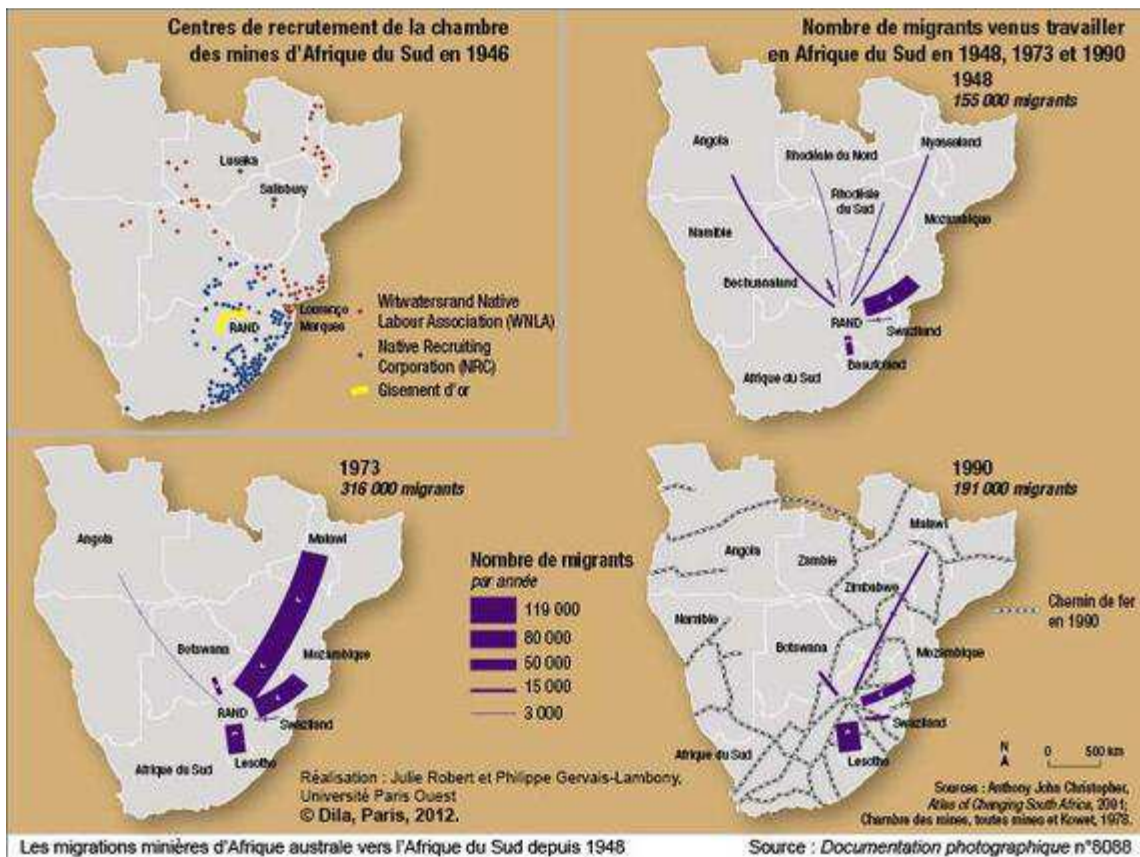 Centres de recrutement de la chambre
des mines d'Afrique du Sud en 1946
Lusaka
Salisbury
RAND
Lourenço
Marques
Witwatersrand Native
Labour Association (WNLA)
Native Recruiting
Corporation (NRC)
Gisement d'or
Nombre de migrants venus travailler
en Afrique du Sud en 1948, 1973 et 1990
1948
155 000 migrants
Angola
Rhodésie du Nord
Nyassaland
Rhodésie
du Sud
Mozambique
Namibie
Bechuanaland
RAND
Swaziland
Basutoland
Afrique du Sud
1973
316 000 migrants
Angola
Malawi
Botswana
Mozambique
RAND
Swaziland
Lesotho
Afrique du Sud
Réalisation : Julie Robert et Philippe Gervais-Lambony,
Université Paris Ouest
© Dila, Paris, 2012.
Nombre de migrants
par année
119 000
80 000
50 000
15 000
3 000
1990
191 000 migrants
Malawi
Angola
Zambie
Zimbabwe
Namibie
Botswana
Mozambique
Swaziland
Afrique du Sud
Lesotho
Chemin de fer
en 1990
N
0 500 km
Sources : Anthony John Christopher,
Atlas of Changing South Africa, 2001;
Chambre des mines, toutes mines et Kowet, 1978.
Les migrations minières d'Afrique australe vers l'Afrique du Sud depuis 1948
Source : Documentation photographique n°8088